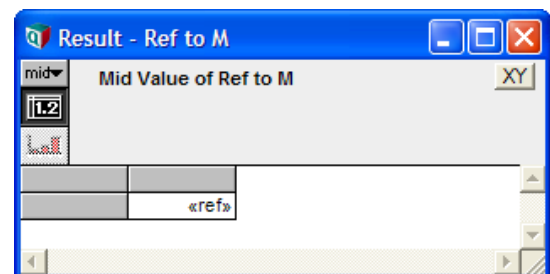 Result - Ref to M
mid
Mid Value of Ref to M
XY
1.2
«ref»